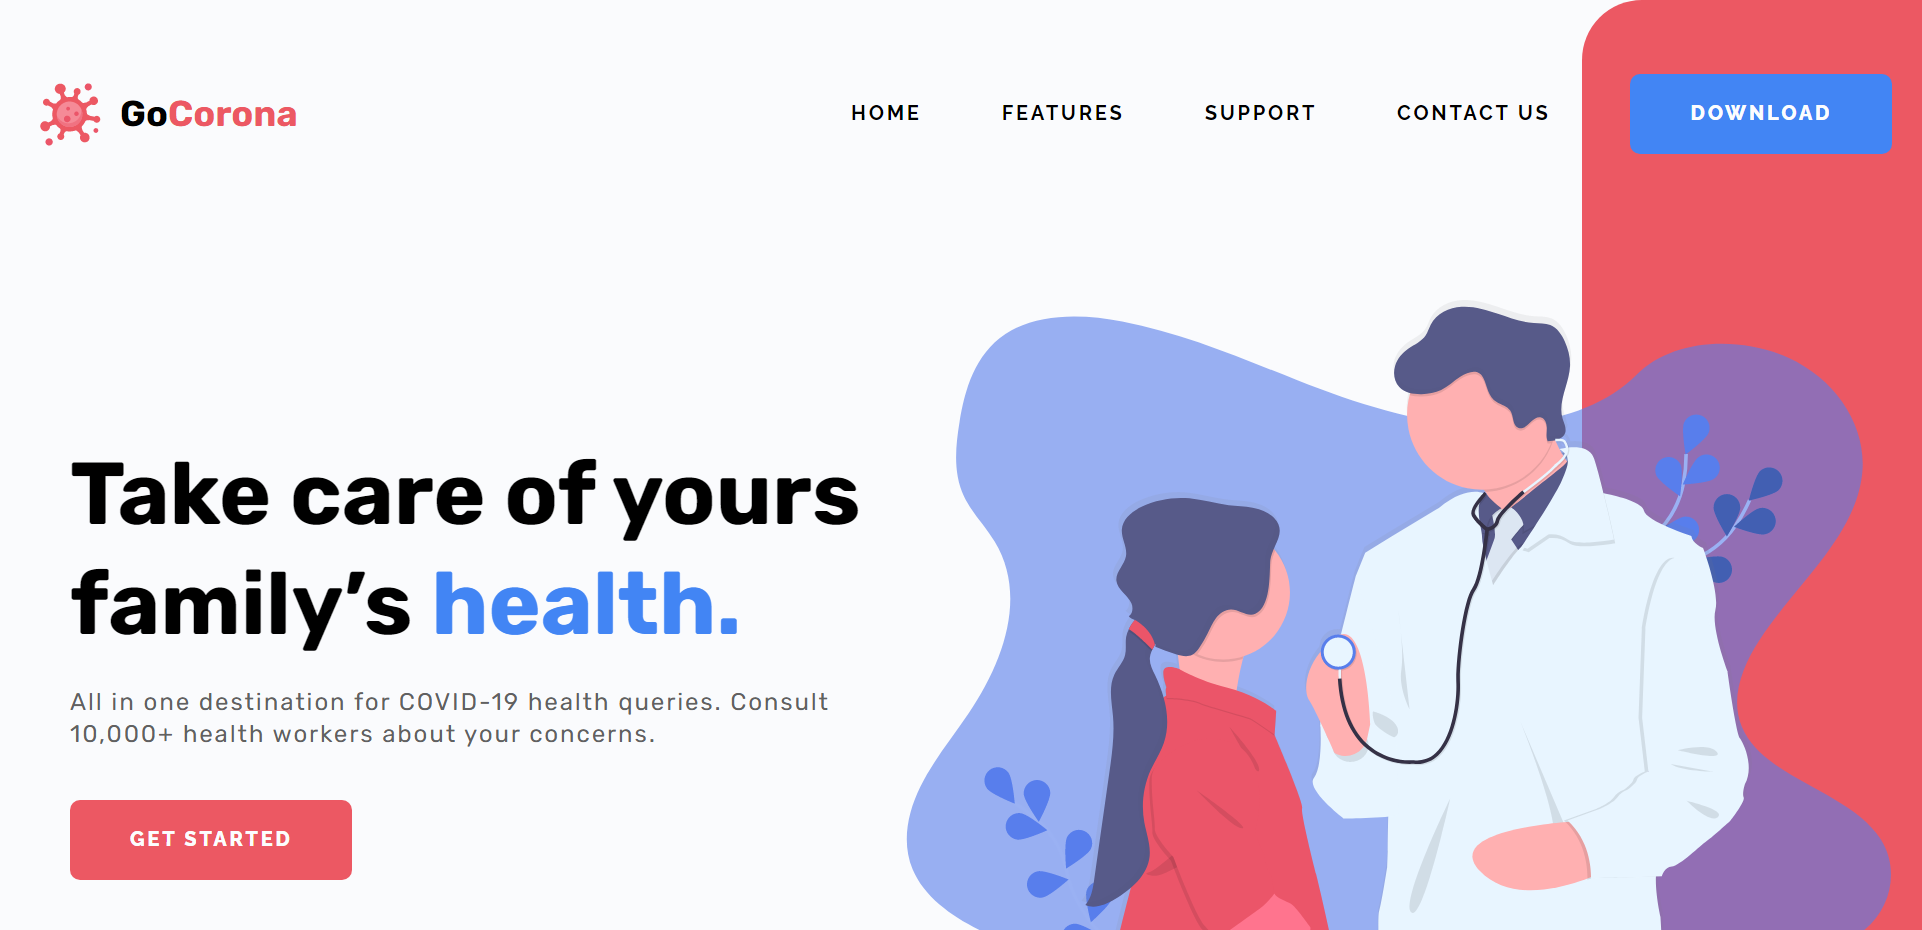 GoCorona
HOME
FEATURES
SUPPORT
CONTACT US
DOWNLOAD
Take care of yours
family’s health.
All in one destination for COVID-19 health queries. Consult
10,000+ health workers about your concerns.
GET STARTED